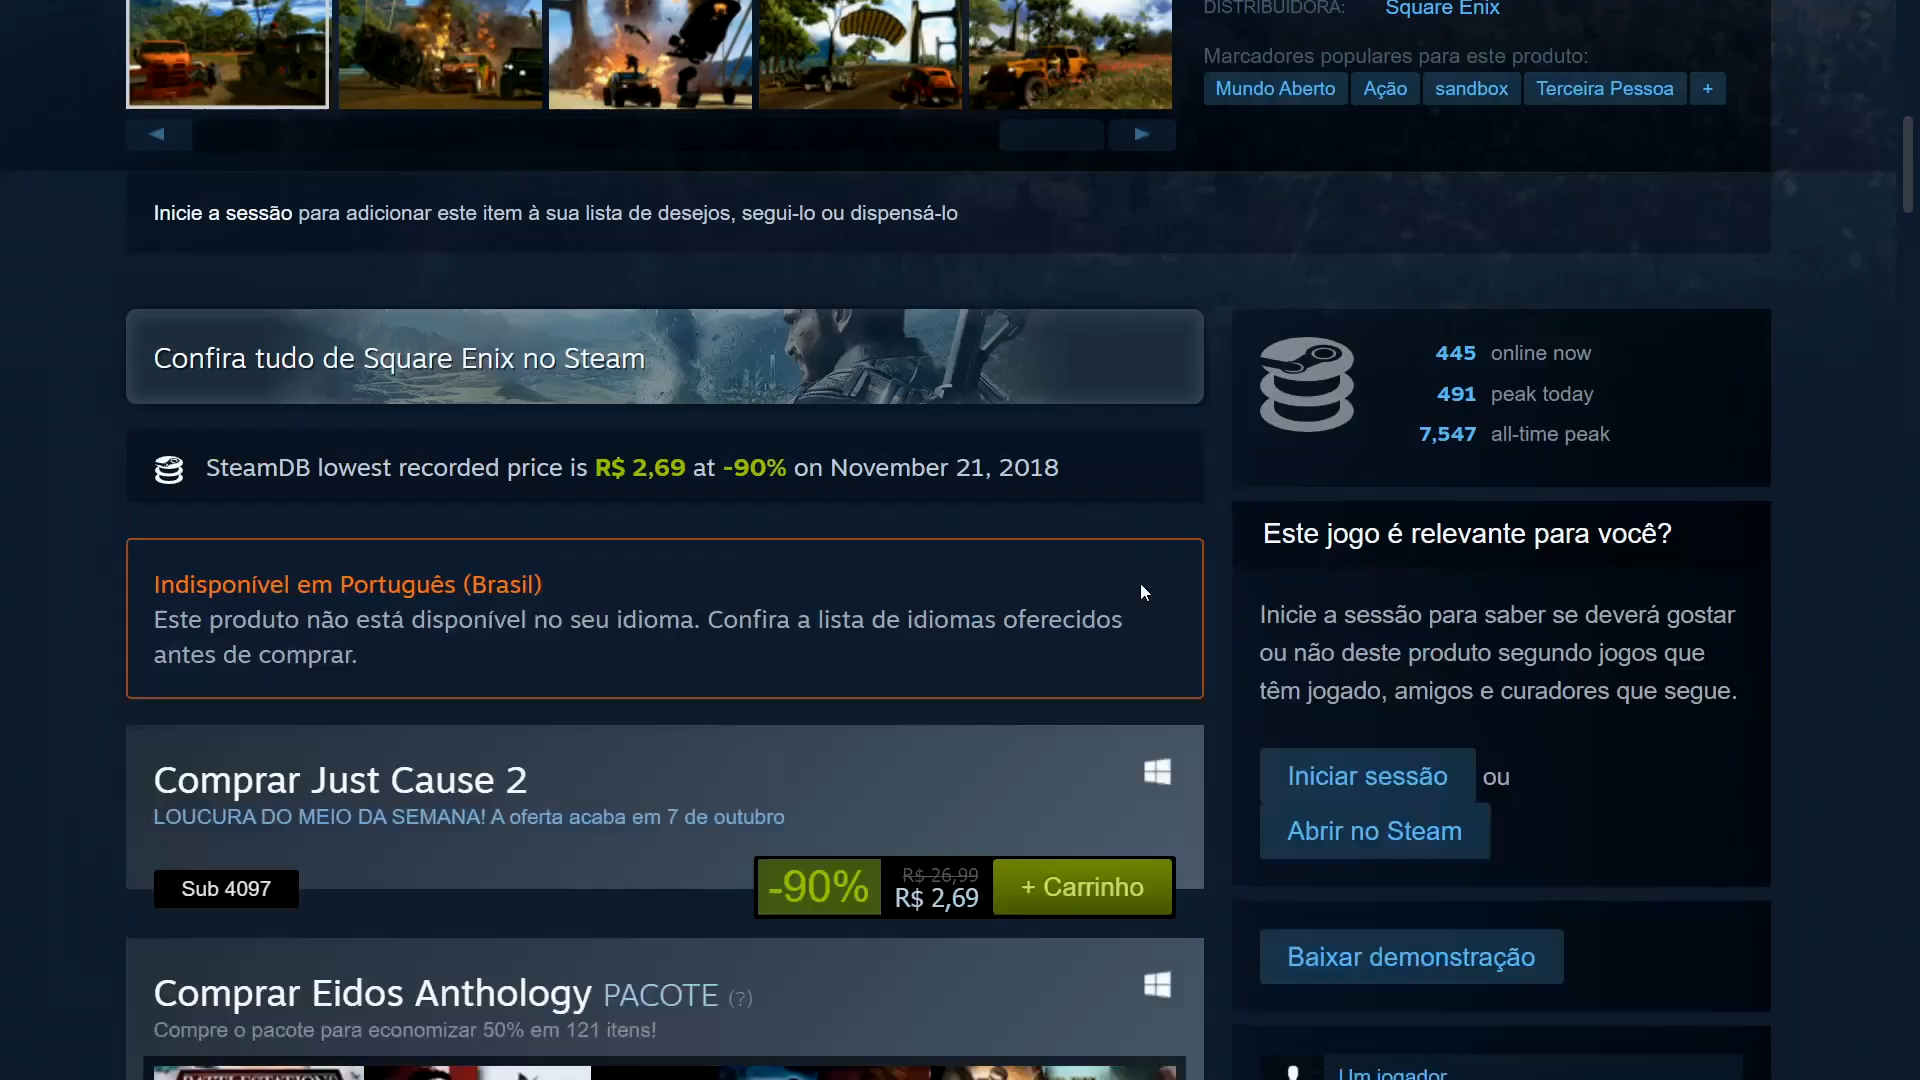 DISTRIBUIDORA: Square Enix
Marcadores populares para este produto:
Mundo Aberto Ação sandbox Terceira Pessoa +
Inicie a sessão para adicionar este item à sua lista de desejos, segui-lo ou dispensá-lo
Confira tudo de Square Enix no Steam
445 online now
491 peak today
7,547 all-time peak
SteamDB lowest recorded price is R$ 2,69 at -90% on November 21, 2018
Este jogo é relevante para você?
Indisponível em Português (Brasil)
Este produto não está disponível no seu idioma. Confira a lista de idiomas oferecidos
antes de comprar.
Inicie a sessão para saber se deverá gostar
ou não deste produto segundo jogos que
têm jogado, amigos e curadores que segue.
Iniciar sessão ou
Abrir no Steam
Comprar Just Cause 2
LOUCURA DO MEIO DA SEMANA! A oferta acaba em 7 de outubro
Sub 4097
-90%
R$ 26,99
R$ 2,69
+ Carrinho
Baixar demonstração
Comprar Eidos Anthology PACOTE (?)
Compre o pacote para economizar 50% em 121 itens!
Um jogador